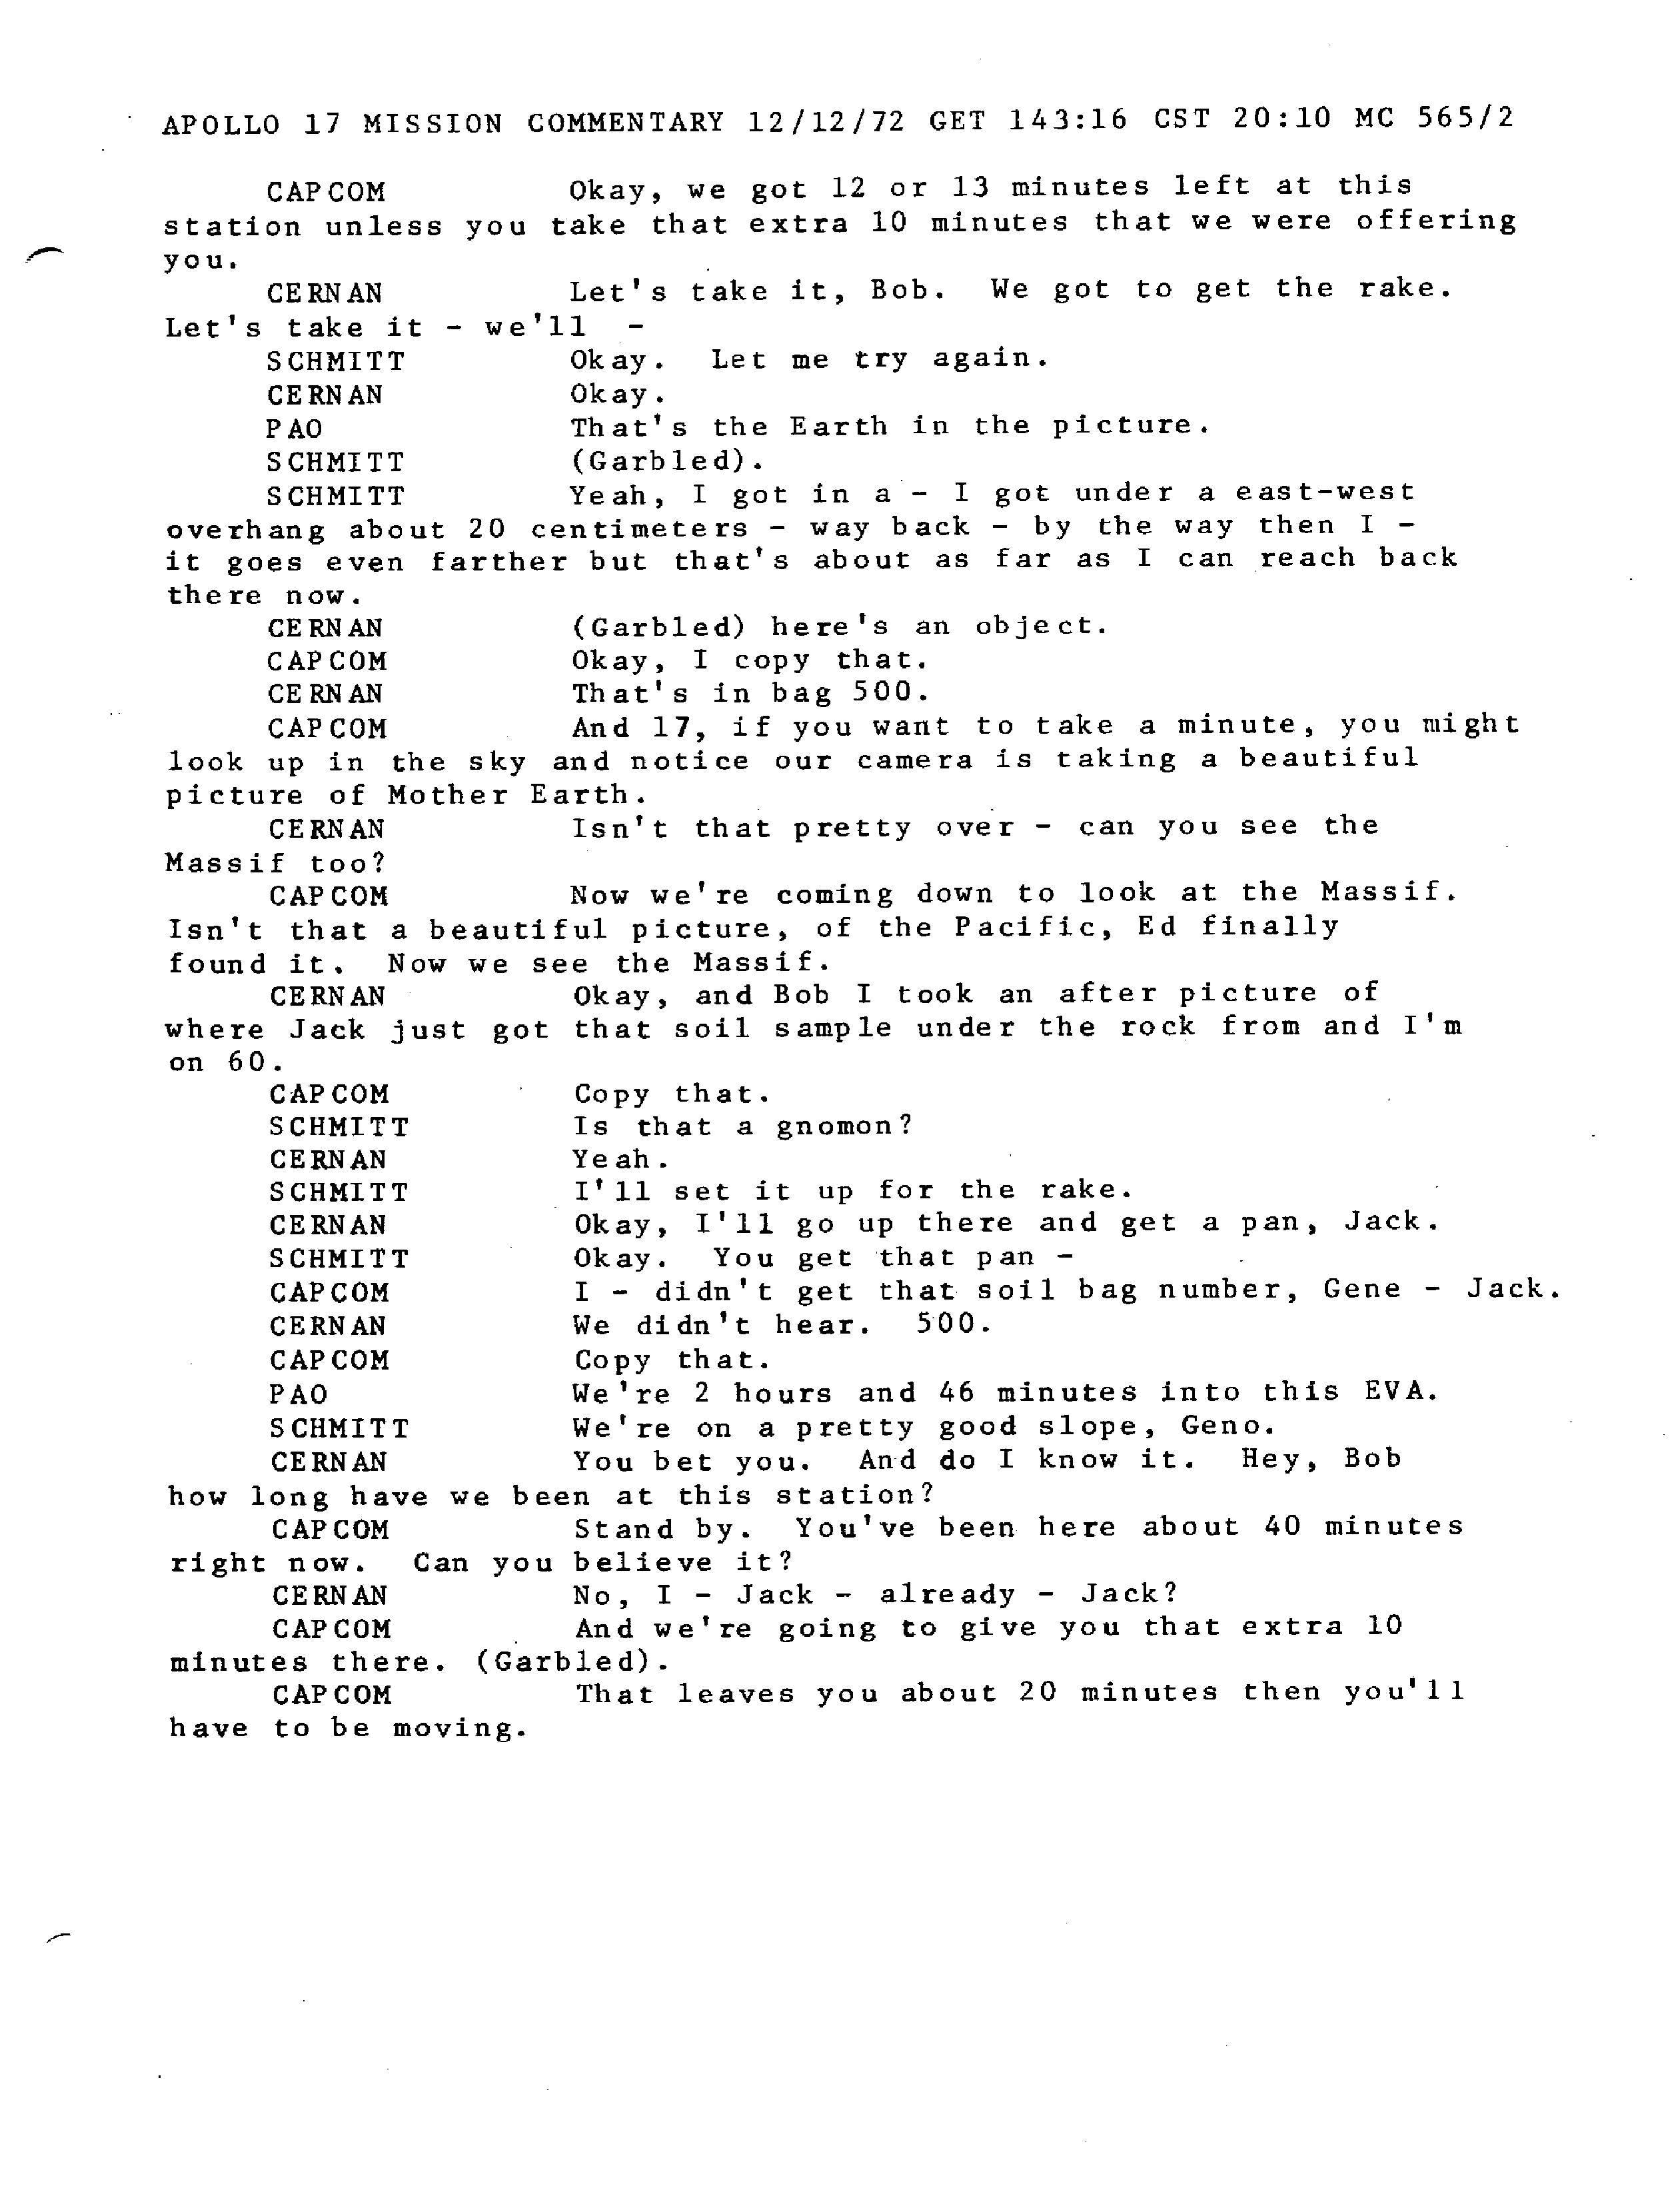 APOLLO 17 MISSION COMMENTARY 12/12/72 GET 143:16 CST 20:10 MC 565/2
CAPCOM Okay, we got 12 or 13 minutes left at this
station unless you take that extra 10 minutes that we were offering
you.
CERNAN Let's take it, Bob. We got to get the rake.
Let's take it - we'll -
SCHMITT Okay. Let me try again.
CERNAN Okay.
PAO That's the Earth in the picture.
SCHMITT (Garbled).
SCHMITT Yeah, I got in a - I got under a east-west
overhang about 20 centimeters - way back - by the way then I -
it goes even farther but that's about as far as I can reach back
there now.
CERNAN (Garbled) here's an object.
CAPCOM Okay, I copy that.
CERNAN That's in bag 500.
CAPCOM And 17, if you want to take a minute, you might
look up in the sky and notice our camera is taking a beautiful
picture of Mother Earth.
CERNAN Isn't that pretty over - can you see the
Massif too?
CAPCOM Now we're coming down to look at the Massif.
Isn't that a beautiful picture, of the Pacific, Ed finally
found it. Now we see the Massif.
CERNAN Okay, and Bob I took an after picture of
where Jack just got that soil sample under the rock from and I'm
on 60.
CAPCOM Copy that.
SCHMITT Is that a gnomon?
CERNAN Yeah.
SCHMITT I'll set it up for the rake.
CERNAN Okay, I'll go up there and get a pan, Jack.
SCHMITT Okay. You get that pan -
CAPCOM I - didn't get that soil bag number, Gene - Jack.
CERNAN We didn't hear. 500.
CAPCOM Copy that.
PAO We're 2 hours and 46 minutes into this EVA.
SCHMITT We're on a pretty good slope, Geno.
CERNAN You bet you. And do I know it. Hey, Bob
how long have we been at this station?
CAPCOM Stand by. You've been here about 40 minutes
right now. Can you believe it?
CERNAN No, I - Jack - already - Jack?
CAPCOM And we're going to give you that extra 10
minutes there. (Garbled).
CAPCOM That leaves you about 20 minutes then you'll
have to be moving.